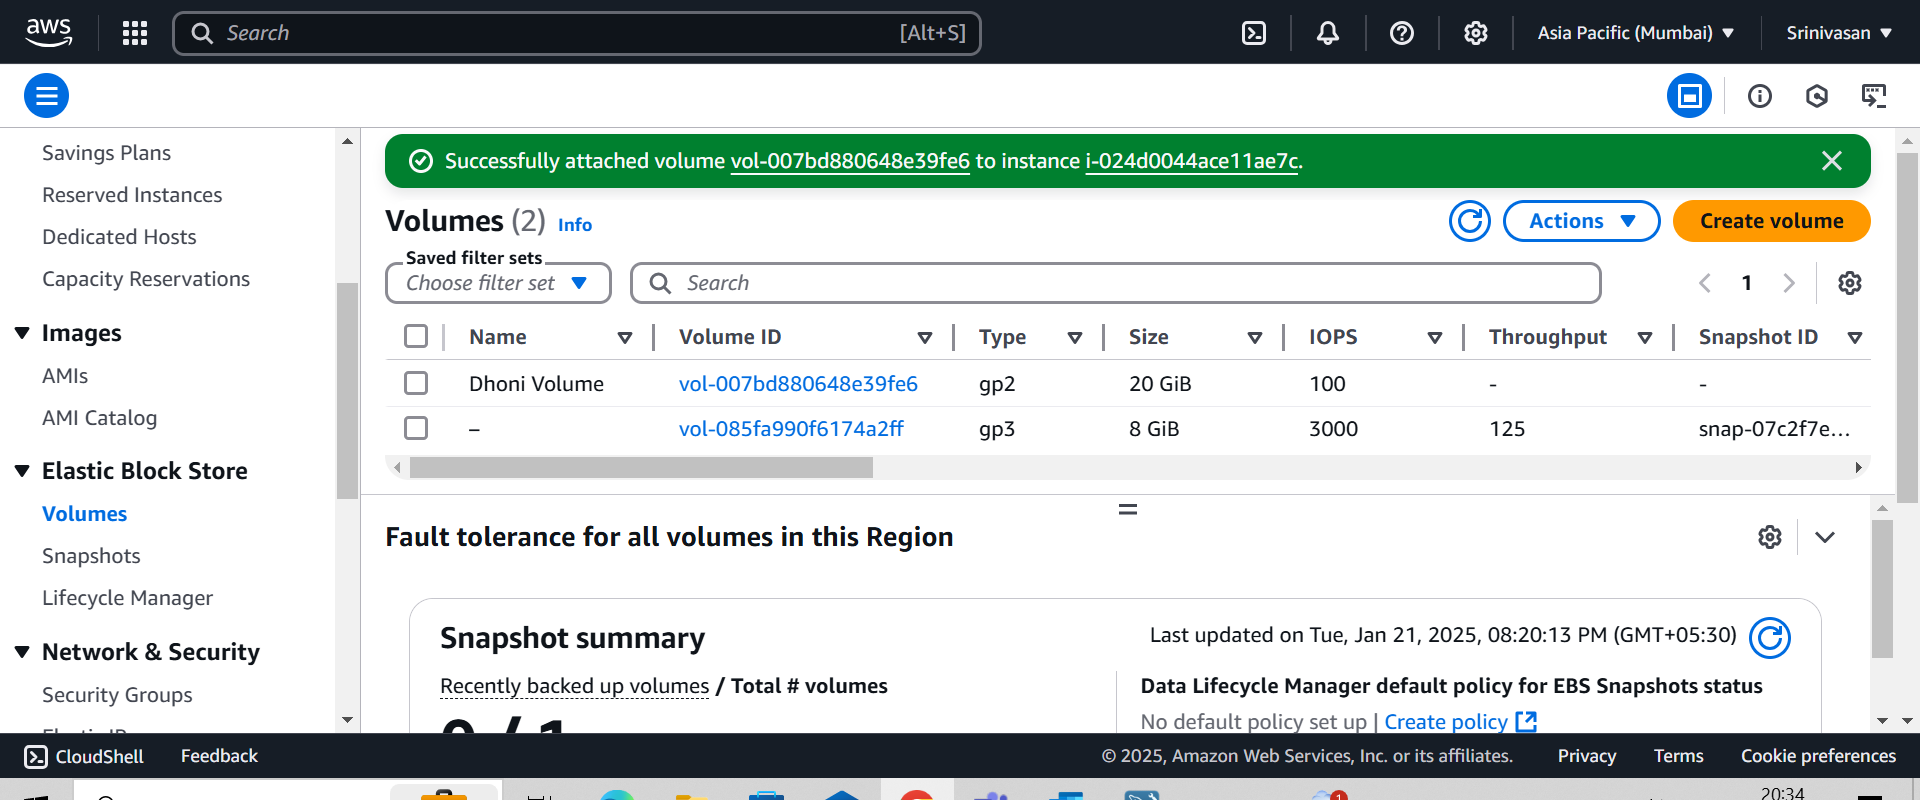 aws
Search [Alt+S]
Asia Pacific (Mumbai)
Srinivasan
Savings Plans
Reserved Instances
Dedicated Hosts
Capacity Reservations
Images
AMIs
AMI Catalog
Elastic Block Store
Volumes
Snapshots
Lifecycle Manager
Network & Security
Security Groups
Successfully attached volume vol-007bd880648e39fe6 to instance i-024d0044ace11ae7c.
Volumes (2) Info
Actions
Create volume
Saved filter sets
Choose filter set
Search
1
Name Volume ID Type Size IOPS Throughput Snapshot ID
Dhoni Volume vol-007bd880648e39fe6 gp2 20 GiB 100 - -
– vol-085fa990f6174a2ff gp3 8 GiB 3000 125 snap-07c2f7e...
Fault tolerance for all volumes in this Region
Snapshot summary
Last updated on Tue, Jan 21, 2025, 08:20:13 PM (GMT+05:30)
Recently backed up volumes / Total # volumes
0 / 1
Data Lifecycle Manager default policy for EBS Snapshots status
No default policy set up | Create policy
CloudShell Feedback
© 2025, Amazon Web Services, Inc. or its affiliates. Privacy Terms Cookie preferences
1
20:34